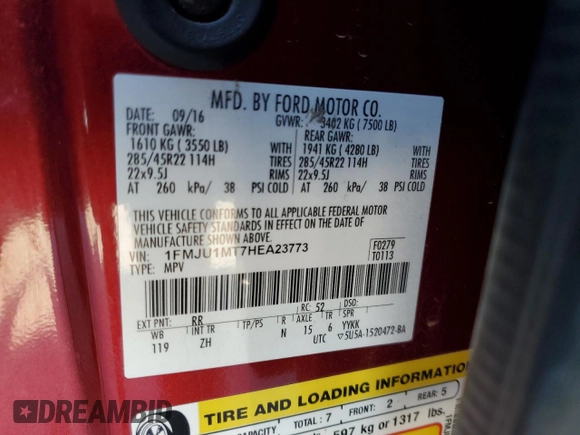 MFD. BY FORD MOTOR CO.
DATE: 09/16 GVWR: 3402 KG ( 7500 LB)
FRONT GAWR: REAR GAWR:
1610 KG ( 3550 LB) WITH 1941 KG ( 4280 LB) WITH
285/45R22 114H TIRES 285/45R22 114H TIRES
22x9.5J RIMS 22x9.5J RIMS
AT 260 kPa/ 38 PSI COLD AT 260 kPa/ 38 PSI COLD
THIS VEHICLE CONFORMS TO ALL APPLICABLE FEDERAL MOTOR
VEHICLE SAFETY STANDARDS IN EFFECT ON THE DATE OF
MANUFACTURE SHOWN ABOVE.
VIN: 1FMJU1MT7HEA23773 F0279
TYPE: MPV T0113
EXT PNT: RR RC: 52 DSO:
WB INT TR TP/PS R AXLE TR SPR
119 ZH N 15 6 YYKK
UTC ▽5U5A-1520472-BA
TIRE AND LOADING INFORMATION
CAPACITY TOTAL : 7 FRONT : 2 REAR: 5
597 kg or 1317 lbs.
DREAMBID